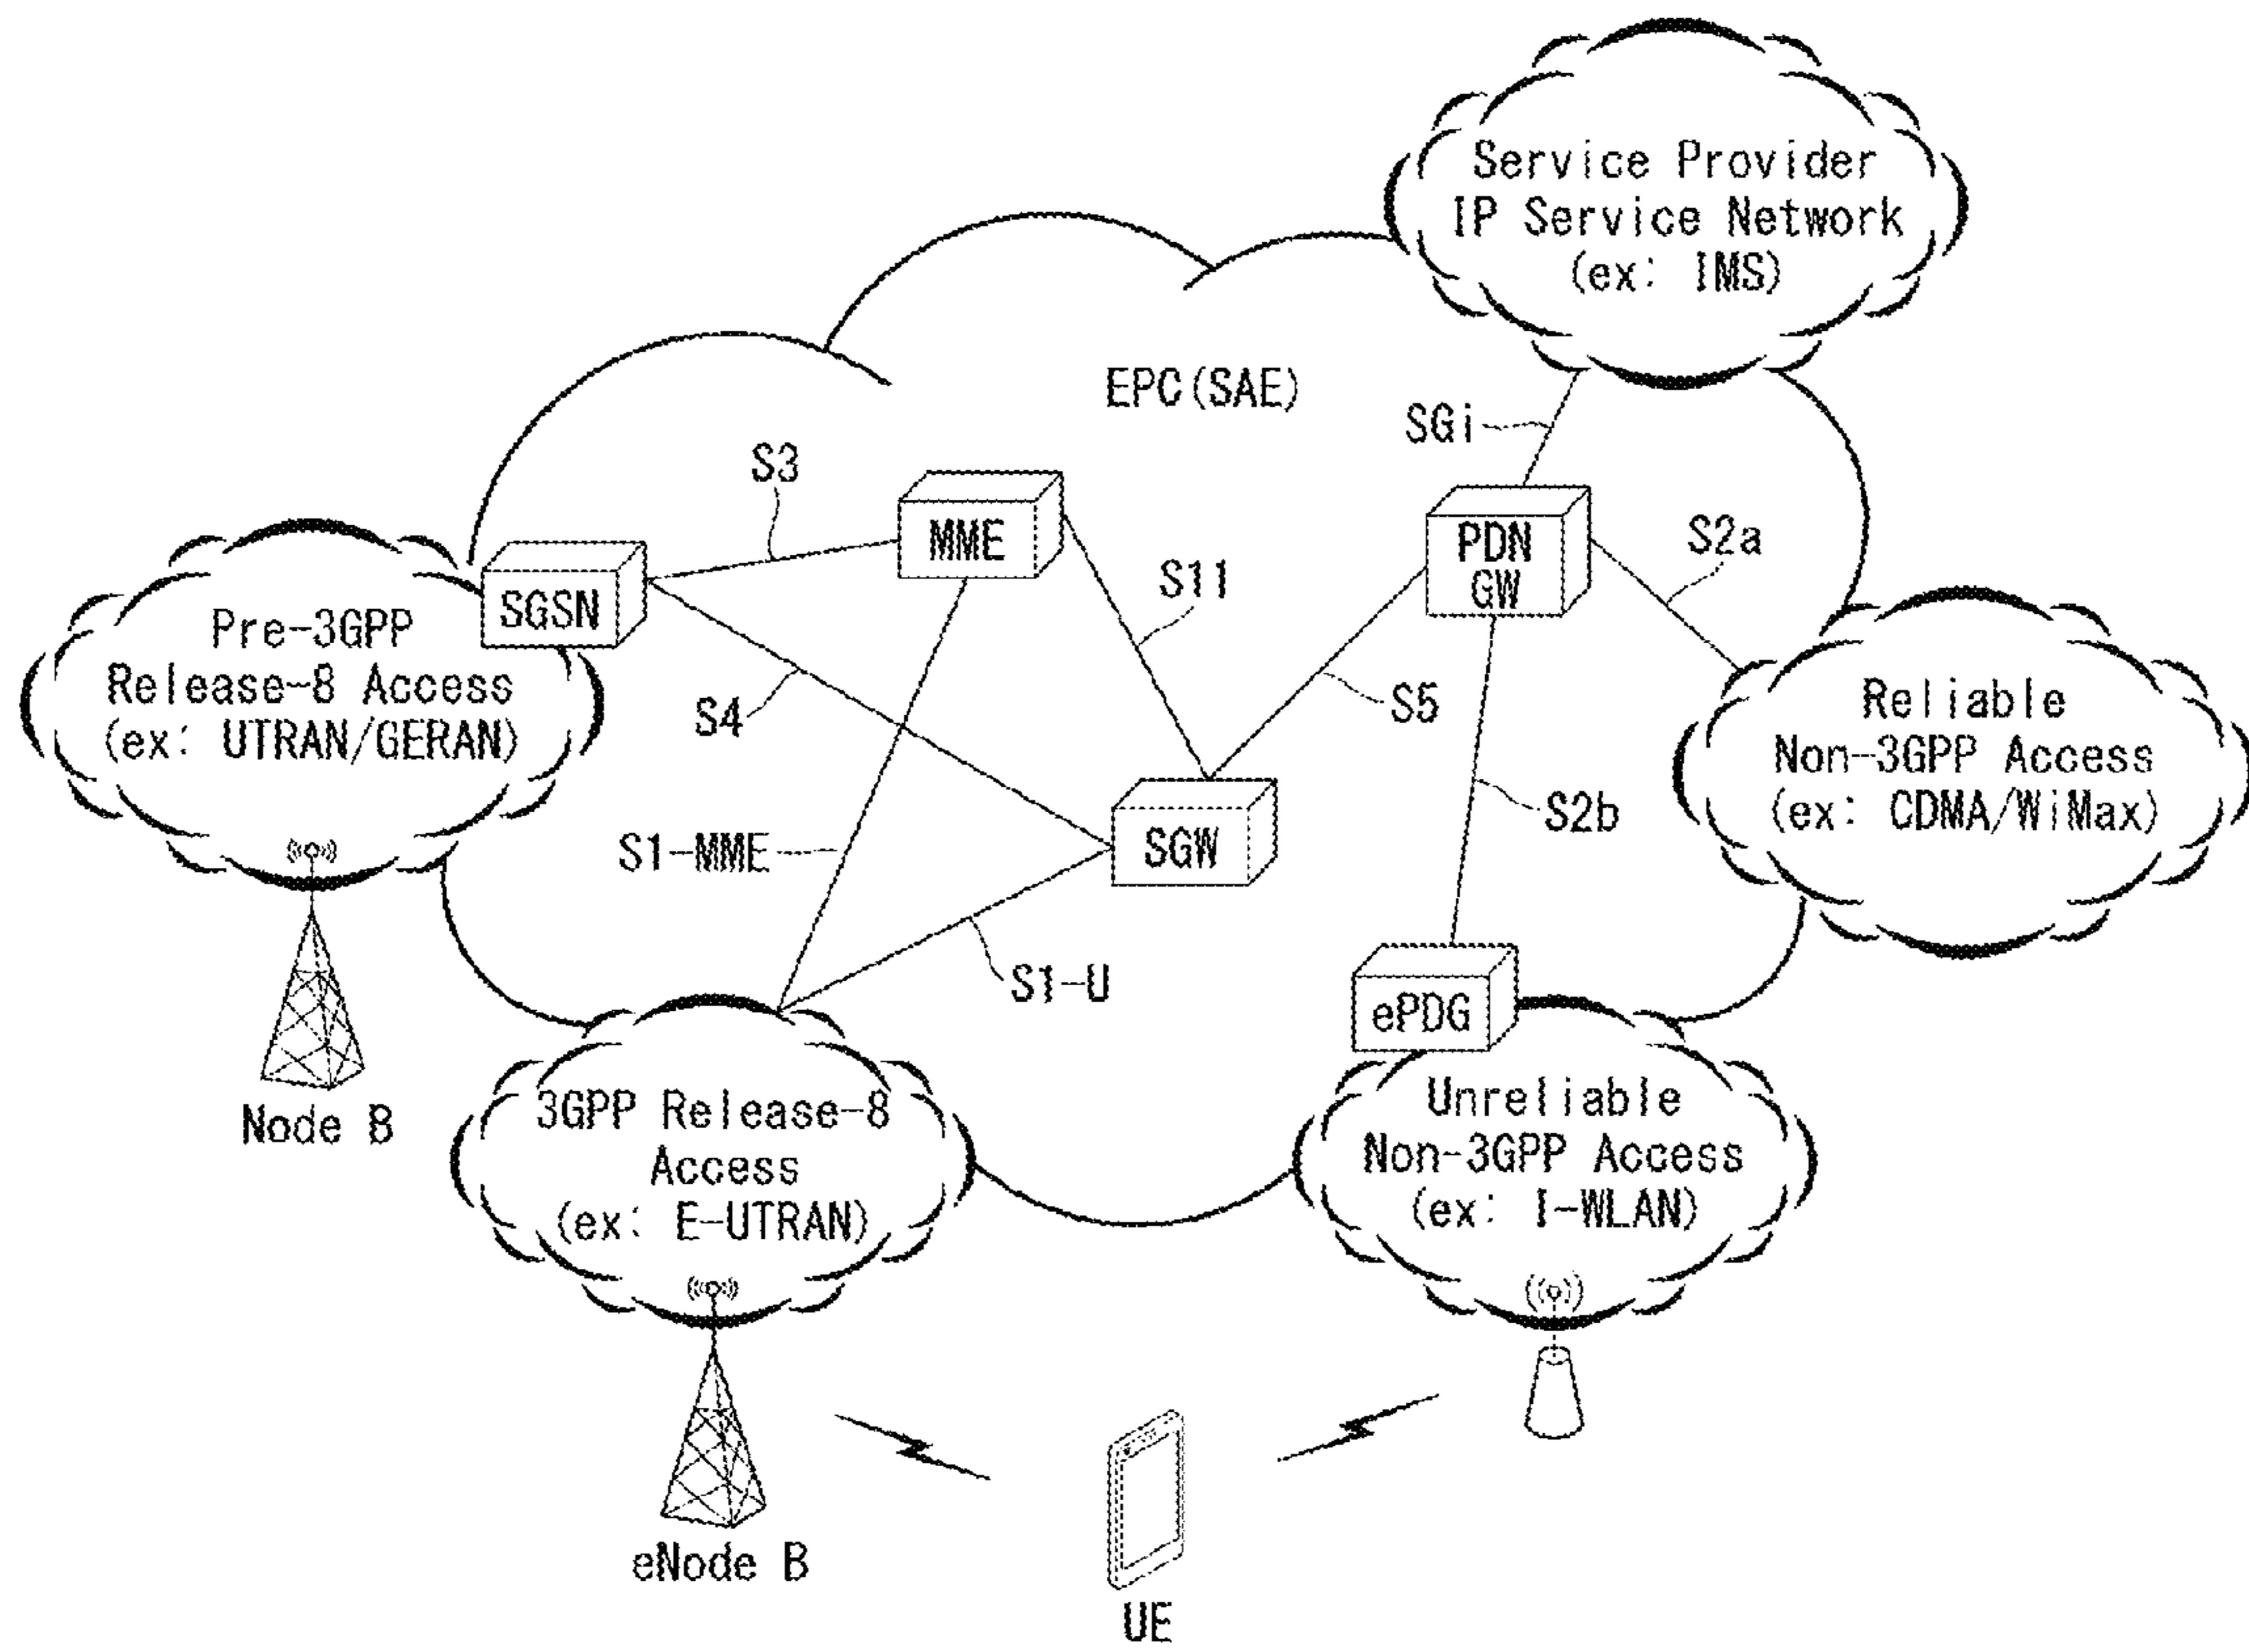 Service Provider
IP Service Network
(ex: IMS)
EPC(SAE)
SGi
S3
MME
PDN
GW
S2a
S11
SGSN
Pre-3GPP
Release-8 Access
(ex: UTRAN/GERAN)
S4
S5
Reliable
Non-3GPP Access
(ex: CDMA/WiMax)
S2b
S1-MME
SGW
S1-U
ePDG
Node B
3GPP Release-8
Access
(ex: E-UTRAN)
Unreliable
Non-3GPP Access
(ex: I-WLAN)
eNode B
UE